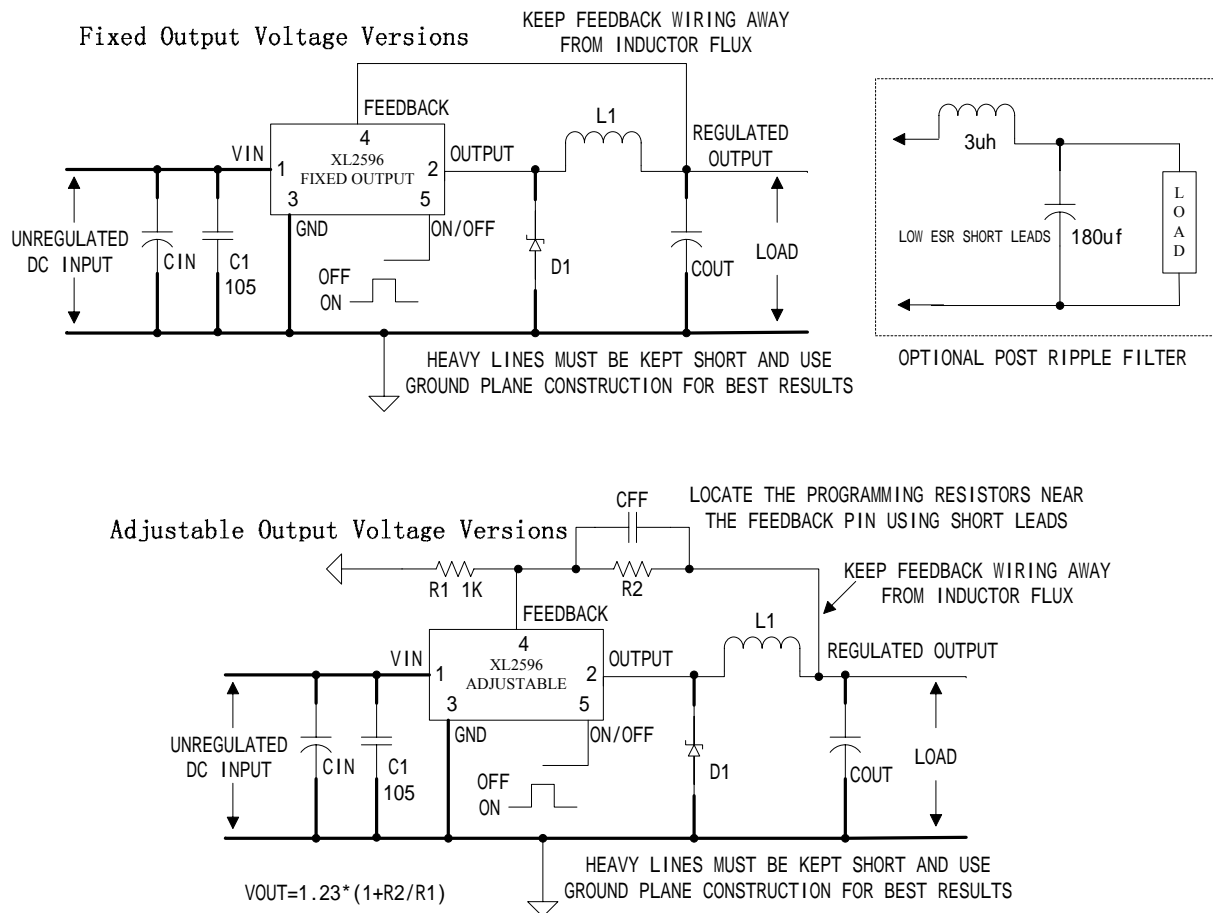 Fixed Output Voltage Versions
KEEP FEEDBACK WIRING AWAY
FROM INDUCTOR FLUX
FEEDBACK
4
VIN
1
XL2596
FIXED OUTPUT
2
OUTPUT
3
5
GND
ON/OFF
L1
REGULATED
OUTPUT
UNREGULATED
DC INPUT
CIN
C1
105
OFF
ON
D1
COUT
LOAD
HEAVY LINES MUST BE KEPT SHORT AND USE
GROUND PLANE CONSTRUCTION FOR BEST RESULTS
3uh
LOW ESR SHORT LEADS
180uf
LOAD
OPTIONAL POST RIPPLE FILTER
Adjustable Output Voltage Versions
CFF
LOCATE THE PROGRAMMING RESISTORS NEAR
THE FEEDBACK PIN USING SHORT LEADS
R1 1K
R2
KEEP FEEDBACK WIRING AWAY
FROM INDUCTOR FLUX
FEEDBACK
4
VIN
1
XL2596
ADJUSTABLE
2
OUTPUT
3
5
GND
ON/OFF
L1
REGULATED OUTPUT
UNREGULATED
DC INPUT
CIN
C1
105
OFF
ON
D1
COUT
LOAD
HEAVY LINES MUST BE KEPT SHORT AND USE
GROUND PLANE CONSTRUCTION FOR BEST RESULTS
VOUT=1.23*(1+R2/R1)